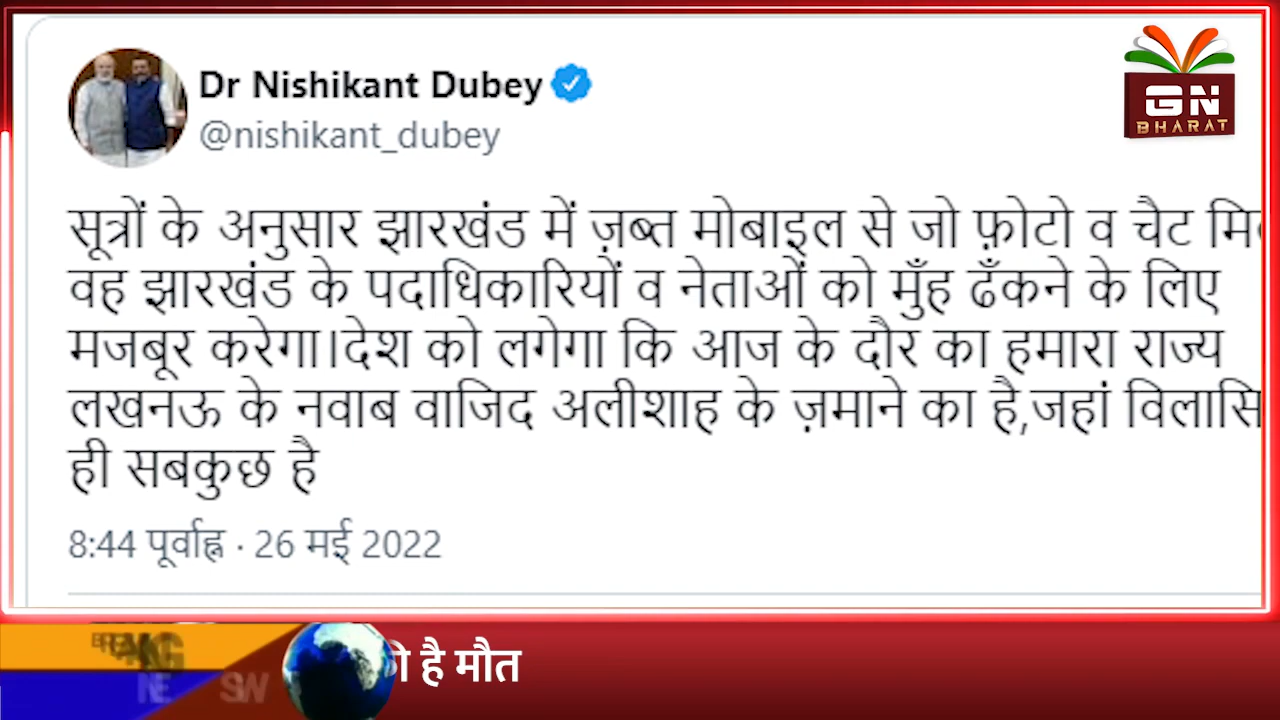 Dr Nishikant Dubey
@nishikant_dubey
GN
BHARAT
सूत्रों के अनुसार झारखंड में ज़ब्त मोबाइल से जो फ़ोटो व चैट
वह झारखंड के पदाधिकारियों व नेताओं को मुँह ढँकने के लिए
मजबूर करेगा।देश को लगेगा कि आज के दौर का हमारा राज्य
लखनऊ के नवाब वाजिद अलीशाह के ज़माने का है,जहां
ही सबकुछ है
8:44 पूर्वाह्न · 26 मई 2022
है मौत